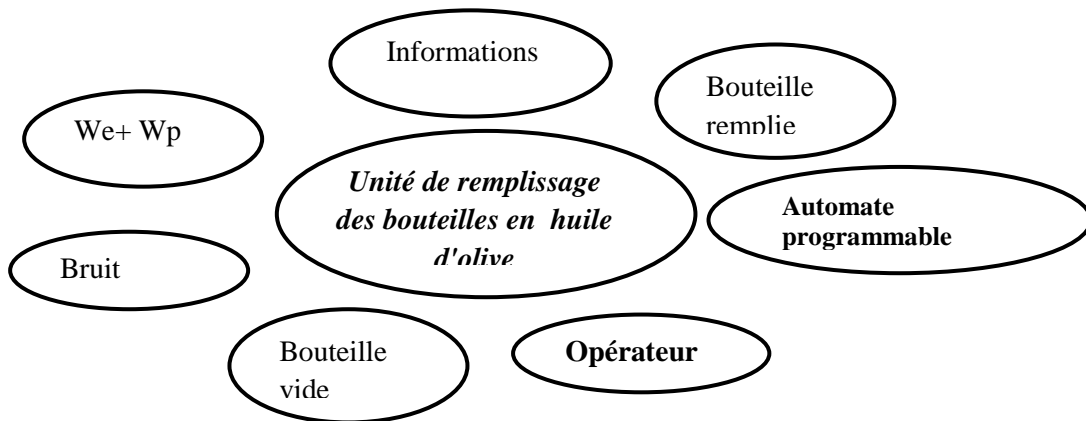 Informations
Bouteille
remplie
We+ Wp
Unité de remplissage
des bouteilles en huile
d'olive
Automate
programmable
Bruit
Bouteille
vide
Opérateur